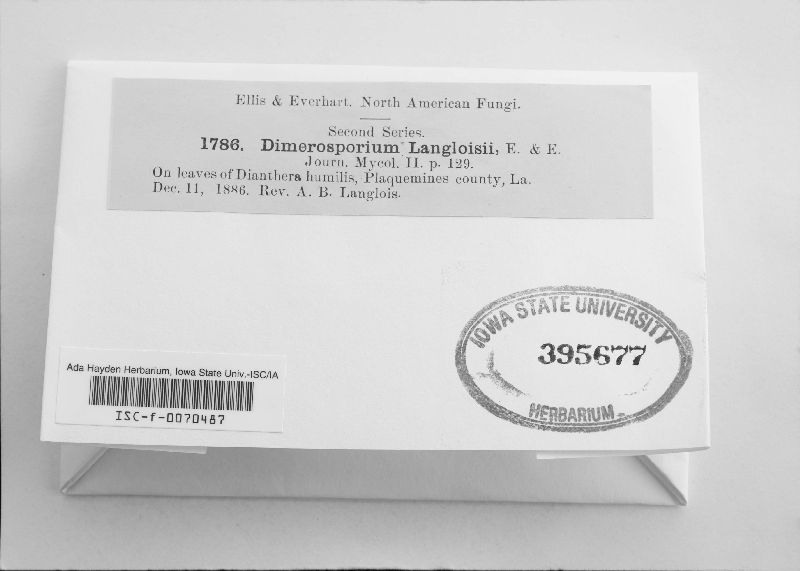 Ellis & Everhart. North American Fungi.
Second Series.
1786. Dimerosporium Langloisii, E. & E.
Journ. Mycol. II. p. 129.
On leaves of Dianthera humilis, Plaquemines county, La.
Dec. 11, 1886. Rev. A. B. Langlois.
IOWA STATE UNIVERSITY
395677
HERBARIUM
Ada Hayden Herbarium, Iowa State Univ.-ISC/IA
ISC-f-0070487